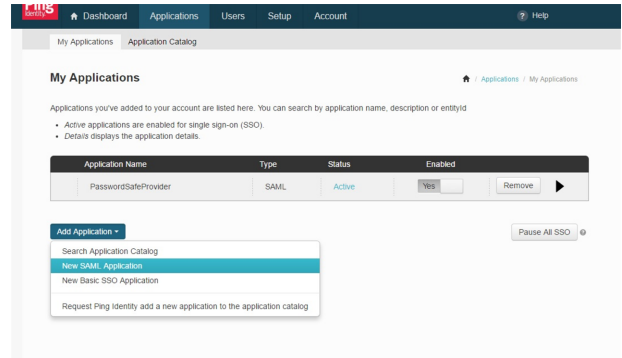 Ping
Identity
Dashboard Applications Users Setup Account ? Help
My Applications Application Catalog
My Applications
/ Applications / My Applications
Applications you've added to your account are listed here. You can search by application name, description or entityId
• Active applications are enabled for single sign-on (SSO).
• Details displays the application details.
Application Name Type Status Enabled
PasswordSafeProvider SAML Active Yes Remove
Add Application
Pause All SSO
Search Application Catalog
New SAML Application
New Basic SSO Application
Request Ping Identity add a new application to the application catalog